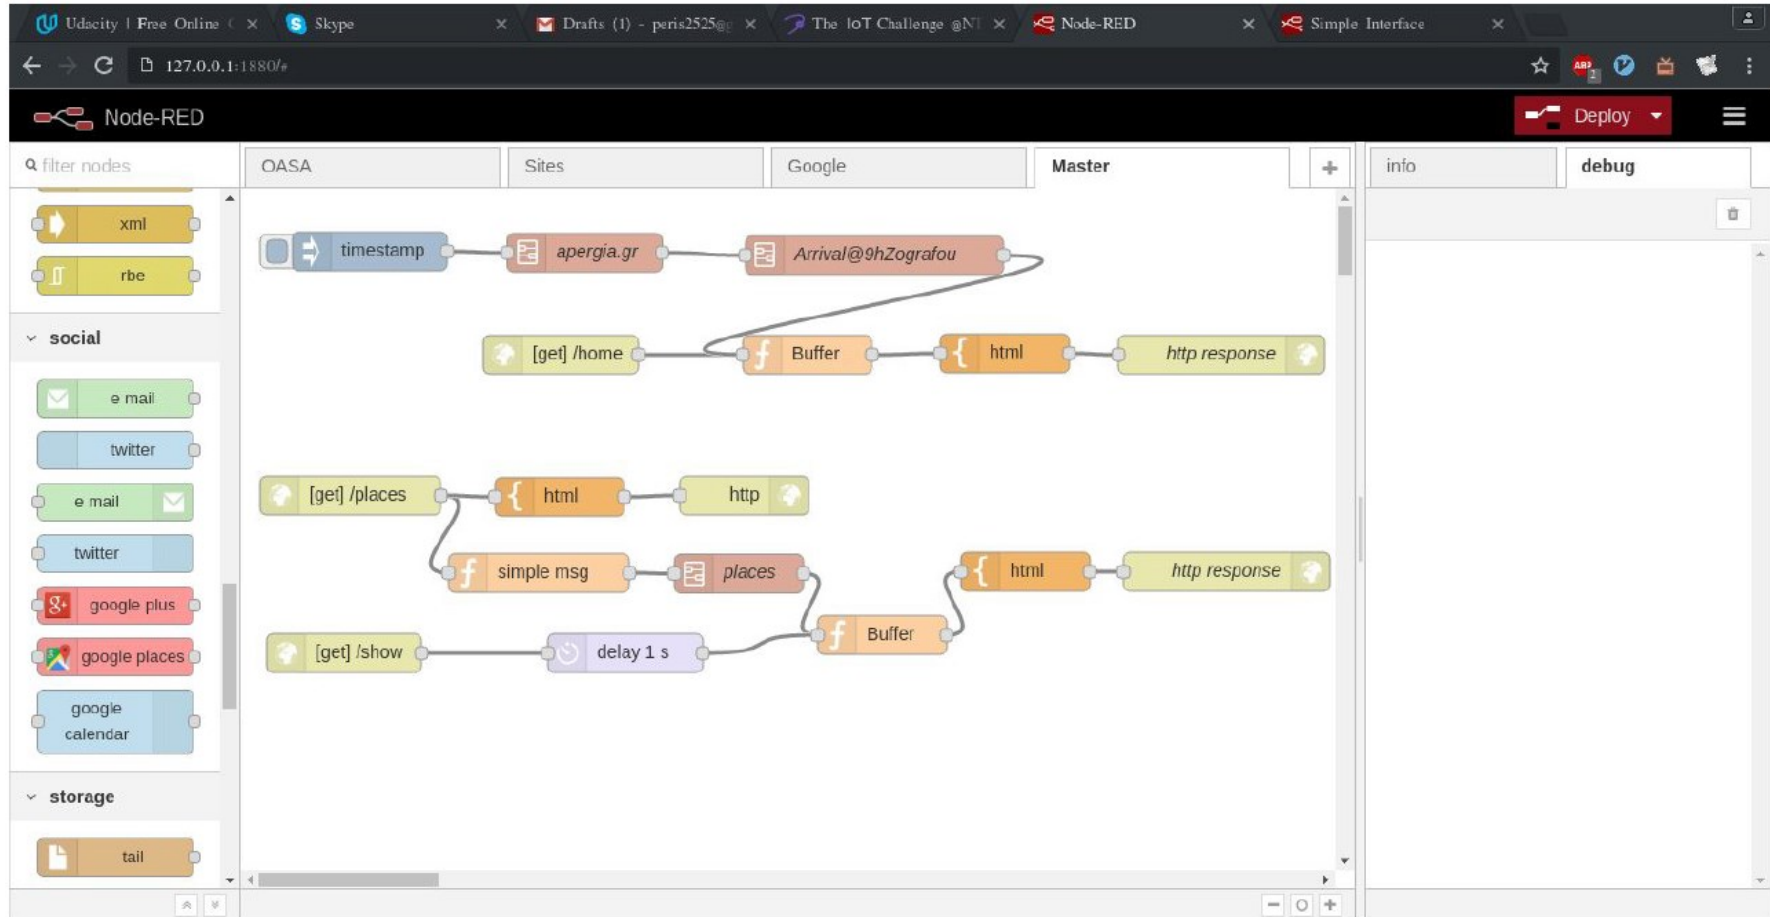 Udacity | Free Online C
Skype
Drafts (1) - peris2525@g
The IoT Challenge @NT
Node-RED
Simple Interface
127.0.0.1:1880/#
ABP
2
Node-RED
Deploy
filter nodes
OASA
Sites
Google
Master
info
debug
xml
rbe
social
e mail
twitter
e mail
twitter
g+ google plus
google places
google
calendar
storage
tail
timestamp
apergia.gr
Arrival@9hZografou
[get] /home
f Buffer
{ html
http response
[get] /places
{ html
http
f simple msg
places
{ html
http response
[get] /show
delay 1 s
f Buffer